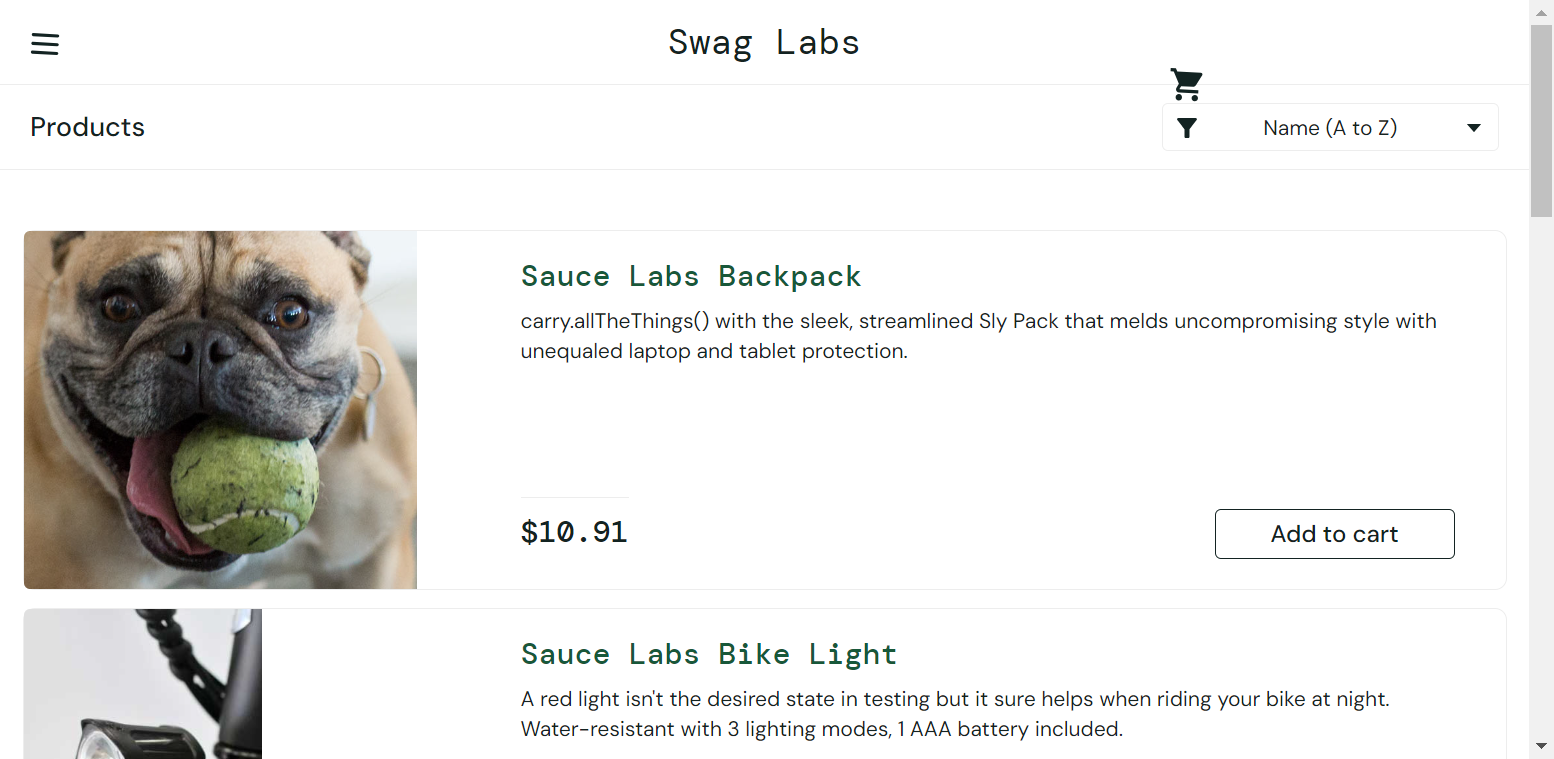 Swag Labs
Products
Name (A to Z)
Sauce Labs Backpack
carry.allTheThings() with the sleek, streamlined Sly Pack that melds uncompromising style with
unequaled laptop and tablet protection.
$10.91
Add to cart
Sauce Labs Bike Light
A red light isn't the desired state in testing but it sure helps when riding your bike at night.
Water-resistant with 3 lighting modes, 1 AAA battery included.